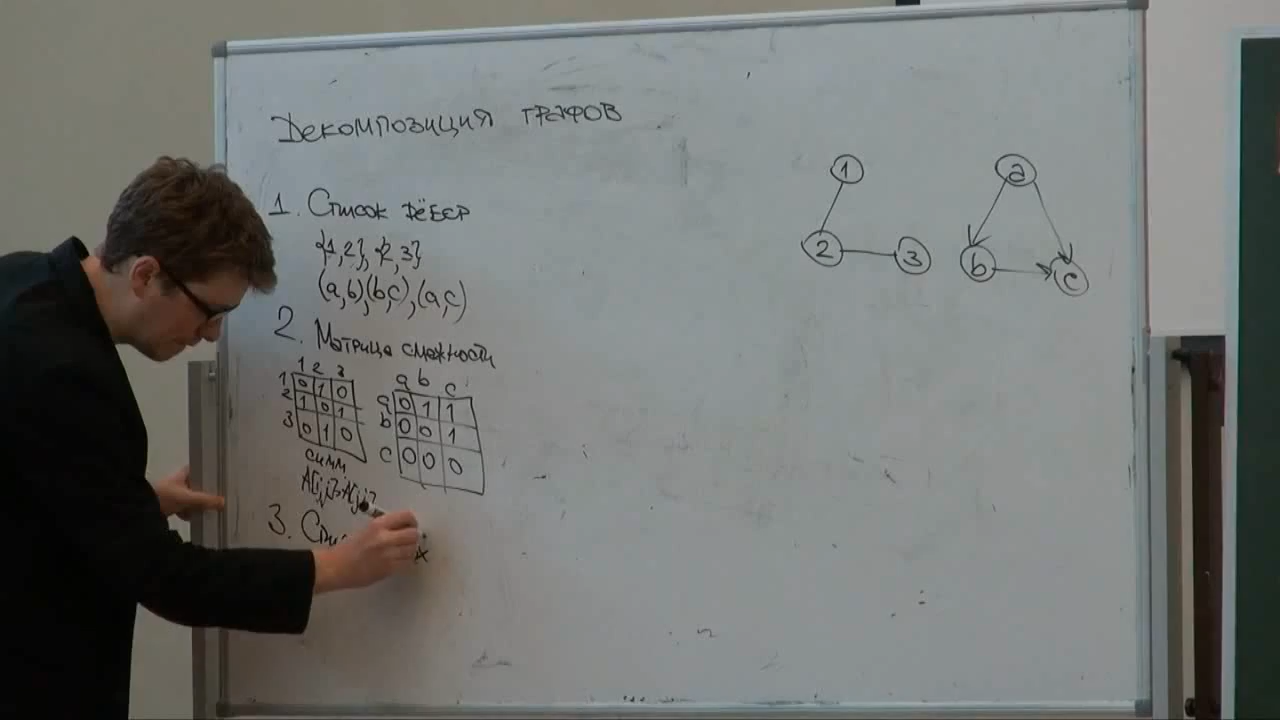 Декомпозиция графов
1. Список рёбер
{1,2},{2,3}
(a,b)(b,c),(a,c)
2. Матрица смежности
1 2 3
1 0 1 0
2 1 0 1
3 0 1 0
a b c
a 0 1 1
b 0 0 1
c 0 0 0
симм
3.
1
2 3
a
b c